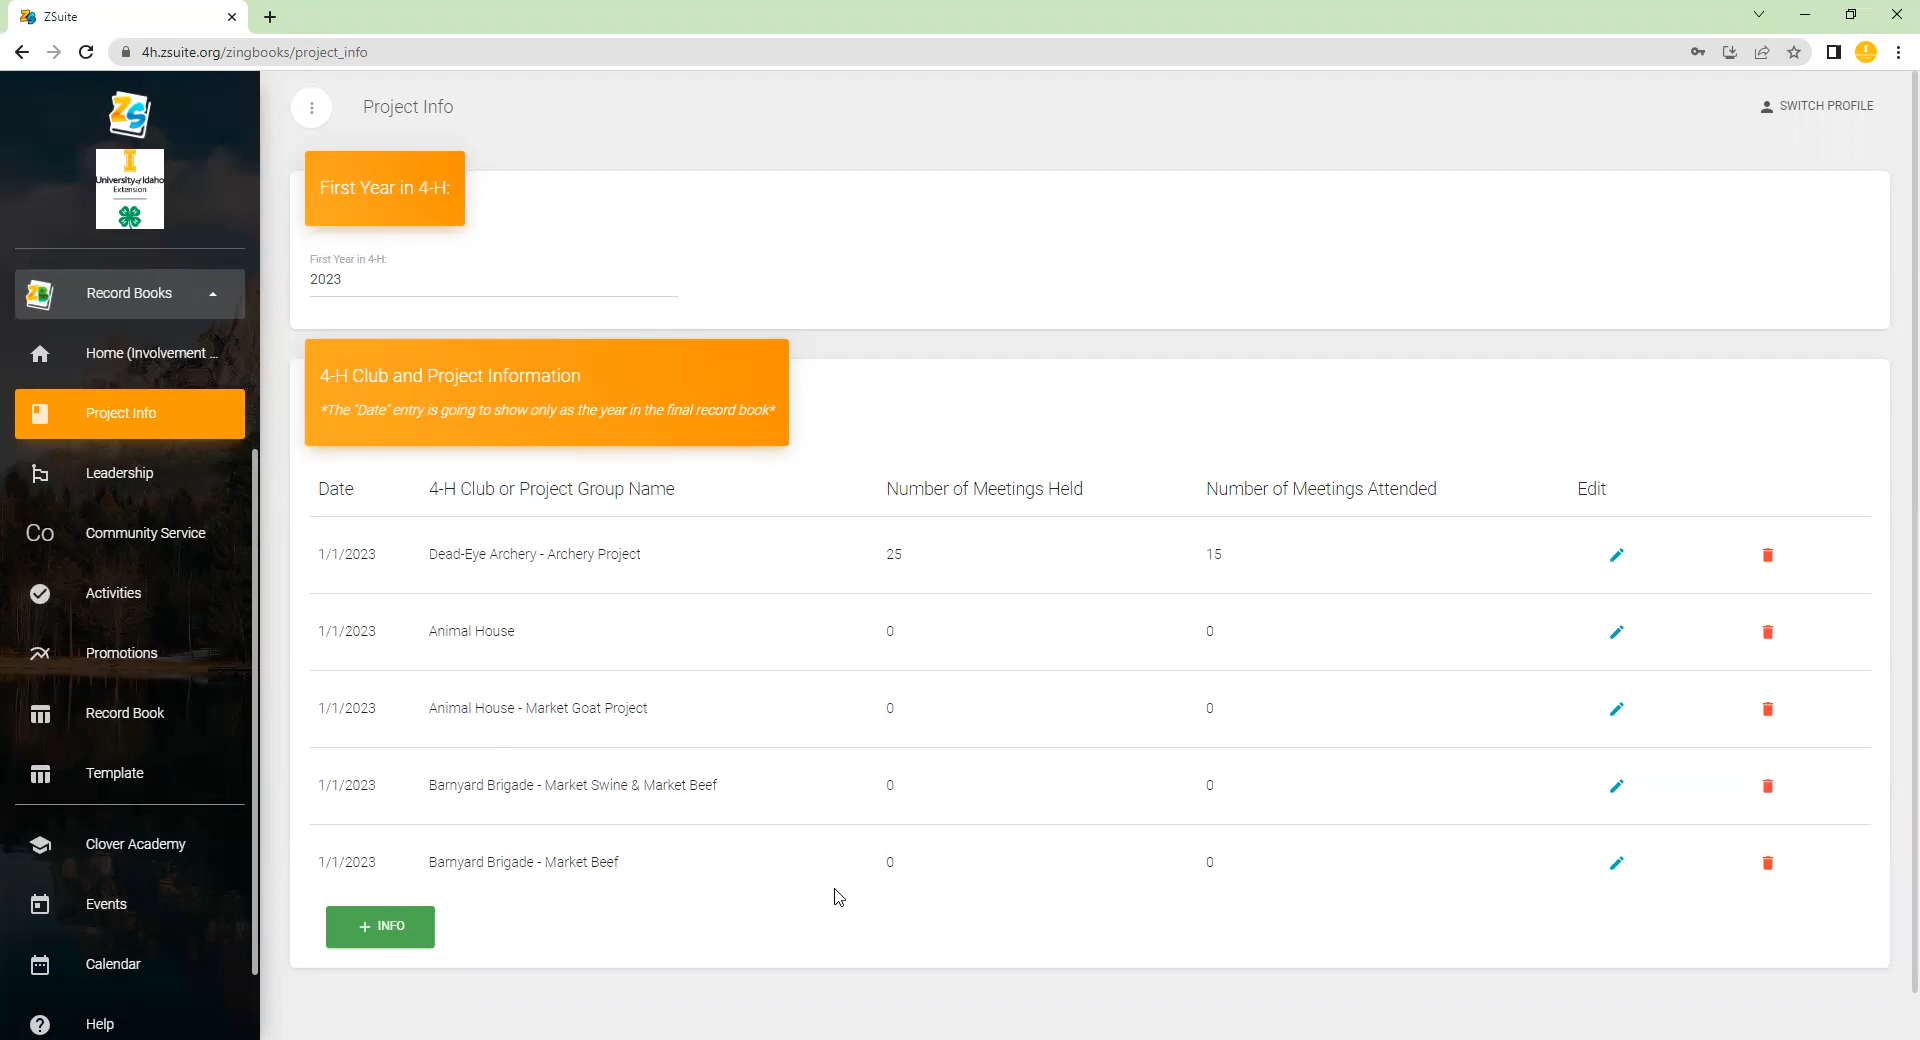 ZSuite
4h.zsuite.org/zingbooks/project_info
ZS
I
University of Idaho
Extension
Project Info
SWITCH PROFILE
First Year in 4-H:
First Year in 4-H:
2023
ZB Record Books
Home (Involvement ...
Project Info
Leadership
Co Community Service
Activities
Promotions
Record Book
Template
Clover Academy
Events
Calendar
Help
4-H Club and Project Information
*The "Date" entry is going to show only as the year in the final record book*
Date 4-H Club or Project Group Name Number of Meetings Held Number of Meetings Attended Edit
1/1/2023 Dead-Eye Archery - Archery Project 25 15
1/1/2023 Animal House 0 0
1/1/2023 Animal House - Market Goat Project 0 0
1/1/2023 Barnyard Brigade - Market Swine & Market Beef 0 0
1/1/2023 Barnyard Brigade - Market Beef 0 0
+ INFO